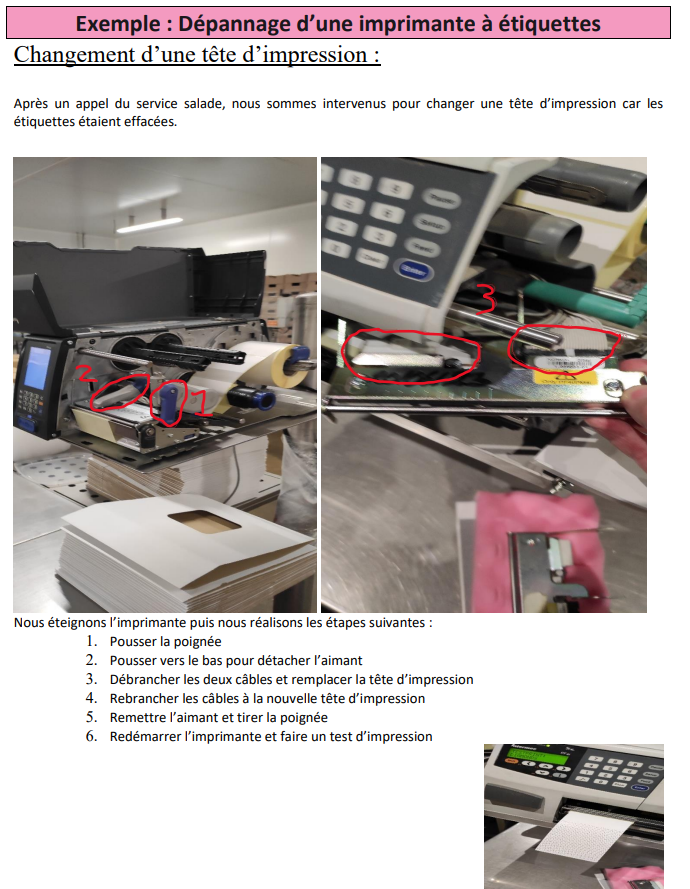 Exemple : Dépannage d’une imprimante à étiquettes
Changement d’une tête d’impression :
Après un appel du service salade, nous sommes intervenus pour changer une tête d’impression car les
étiquettes étaient effacées.
2
1
3
Nous éteignons l’imprimante puis nous réalisons les étapes suivantes :
1. Pousser la poignée
2. Pousser vers le bas pour détacher l’aimant
3. Débrancher les deux câbles et remplacer la tête d’impression
4. Rebrancher les câbles à la nouvelle tête d’impression
5. Remettre l’aimant et tirer la poignée
6. Redémarrer l’imprimante et faire un test d’impression